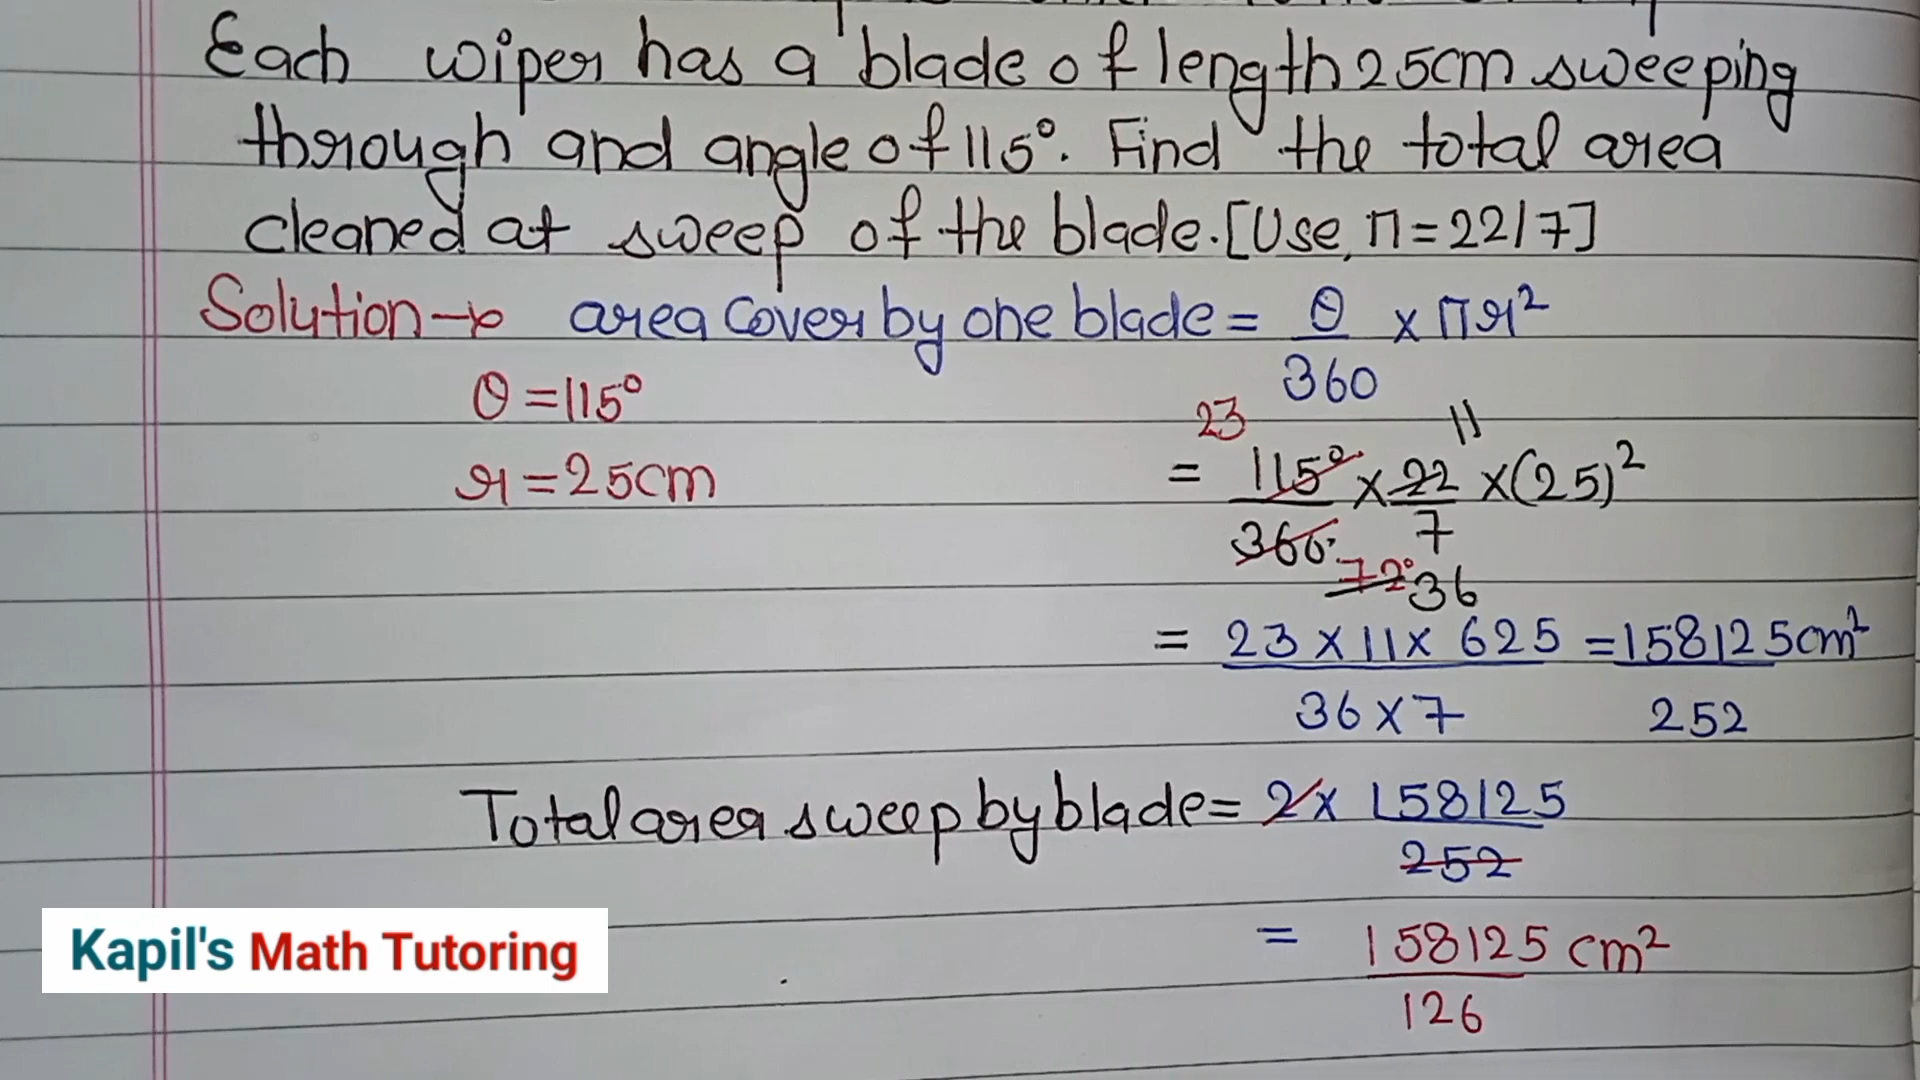 Each wiper has a blade of length 25cm sweeping
through and angle of 115°. Find the total area
cleaned at sweep of the blade. [Use, π = 22/7]
Solution → area cover by one blade = θ/360 × πr²
θ = 115°
r = 25cm
= 115°/360° × 22/7 × (25)²
23 11
72° 36
= 23 × 11 × 625 / 36 × 7 = 158125/252 cm²
Total area sweep by blade = 2 × 158125/252
= 158125/126 cm²
Kapil's Math Tutoring